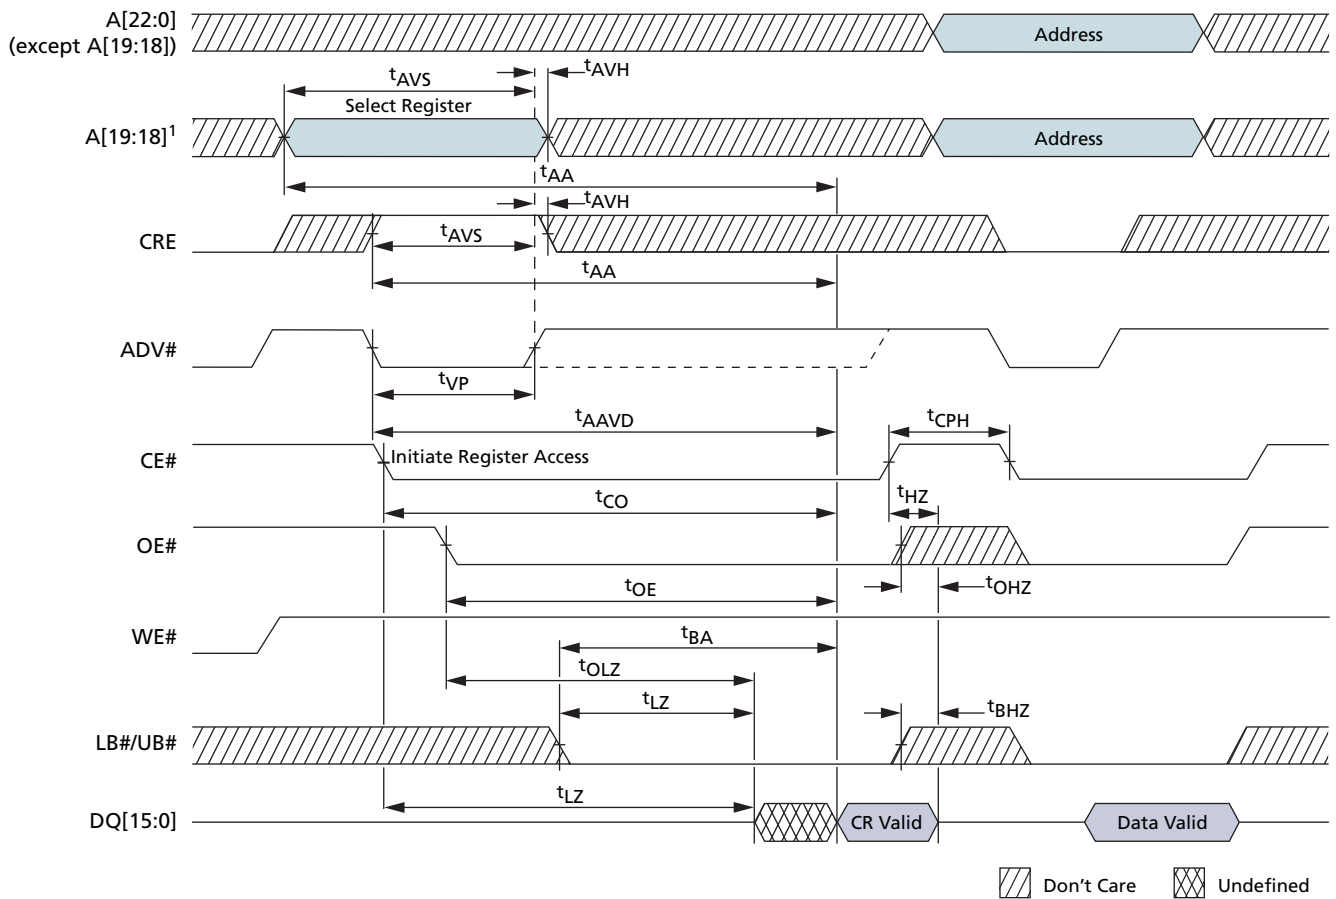 A[22:0]
(except A[19:18])
Address
tAVS
tAVH
Select Register
A[19:18]1
Address
tAA
tAVH
CRE
tAVS
tAA
ADV#
tVP
tAAVD
tCPH
CE#
Initiate Register Access
tCO
tHZ
OE#
tOE
tOHZ
WE#
tBA
tOLZ
tLZ
tBHZ
LB#/UB#
tLZ
DQ[15:0]
CR Valid
Data Valid
Don't Care
Undefined